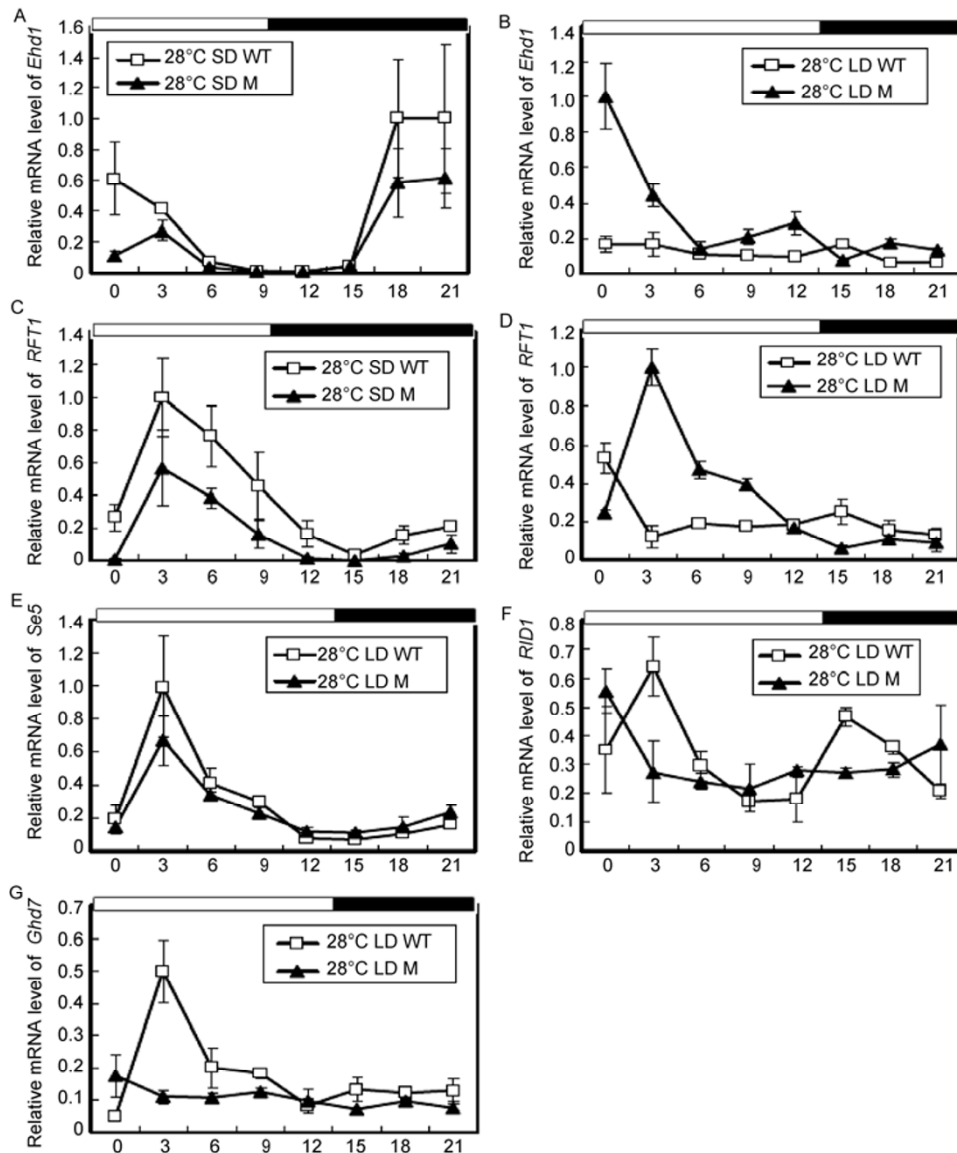 A
Relative mRNA level of Ehd1
1.6
1.4
1.2
1.0
0.8
0.6
0.4
0.2
0
28°C SD WT
28°C SD M
0 3 6 9 12 15 18 21
B
Relative mRNA level of Ehd1
1.4
1.2
1.0
0.8
0.6
0.4
0.2
0
28°C LD WT
28°C LD M
0 3 6 9 12 15 18 21
C
Relative mRNA level of RFT1
1.4
1.2
1.0
0.8
0.6
0.4
0.2
0
28°C SD WT
28°C SD M
0 3 6 9 12 15 18 21
D
Relative mRNA level of RFT1
1.2
1.0
0.8
0.6
0.4
0.2
0
28°C LD WT
28°C LD M
0 3 6 9 12 15 18 21
E
Relative mRNA level of Se5
1.4
1.2
1.0
0.8
0.6
0.4
0.2
0
28°C LD WT
28°C LD M
0 3 6 9 12 15 18 21
F
Relative mRNA level of RID1
0.8
0.7
0.6
0.5
0.4
0.3
0.2
0.1
0
28°C LD WT
28°C LD M
0 3 6 9 12 15 18 21
G
Relative mRNA level of Ghd7
0.7
0.6
0.5
0.4
0.3
0.2
0.1
0
28°C LD WT
28°C LD M
0 3 6 9 12 15 18 21